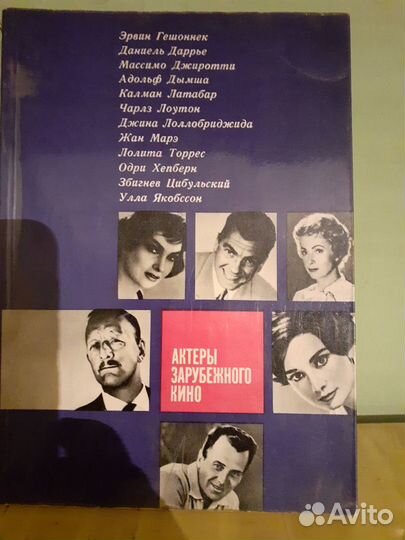 Эрвин Гешоннек
Даниель Даррье
Массимо Джиротти
Адольф Дымша
Калман Латабар
Чарлз Лоутон
Джина Лоллобриджида
Жан Марэ
Лолита Торрес
Одри Хепберн
Збигнев Цибульский
Улла Якобссон
АКТЕРЫ
ЗАРУБЕЖНОГО
КИНО
Avito